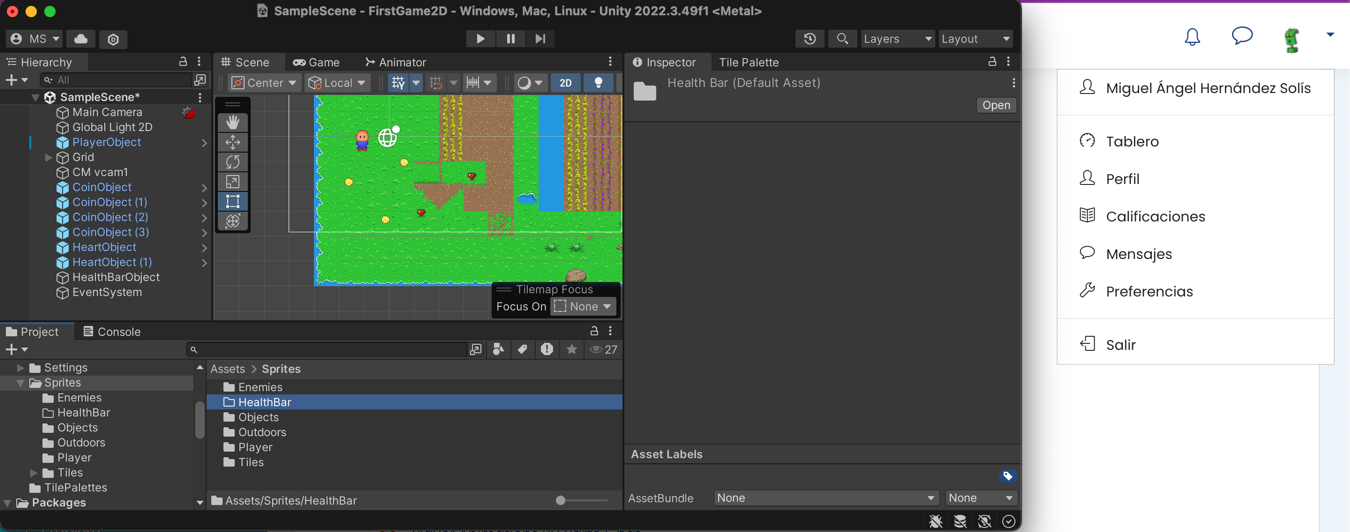 SampleScene - FirstGame2D - Windows, Mac, Linux - Unity 2022.3.49f1 <Metal>
MS
Layers
Layout
Hierarchy
All
SampleScene*
Main Camera
Global Light 2D
PlayerObject
Grid
CM vcam1
CoinObject
CoinObject (1)
CoinObject (2)
CoinObject (3)
HeartObject
HeartObject (1)
HealthBarObject
EventSystem
Scene
Game
Animator
Center
Local
2D
Tilemap Focus
Focus On
None
Inspector
Tile Palette
Health Bar (Default Asset)
Open
Asset Labels
AssetBundle
None
None
Project
Console
27
Settings
Sprites
Enemies
HealthBar
Objects
Outdoors
Player
Tiles
TilePalettes
Packages
Assets > Sprites
Enemies
HealthBar
Objects
Outdoors
Player
Tiles
Assets/Sprites/HealthBar
Miguel Ángel Hernández Solís
Tablero
Perfil
Calificaciones
Mensajes
Preferencias
Salir